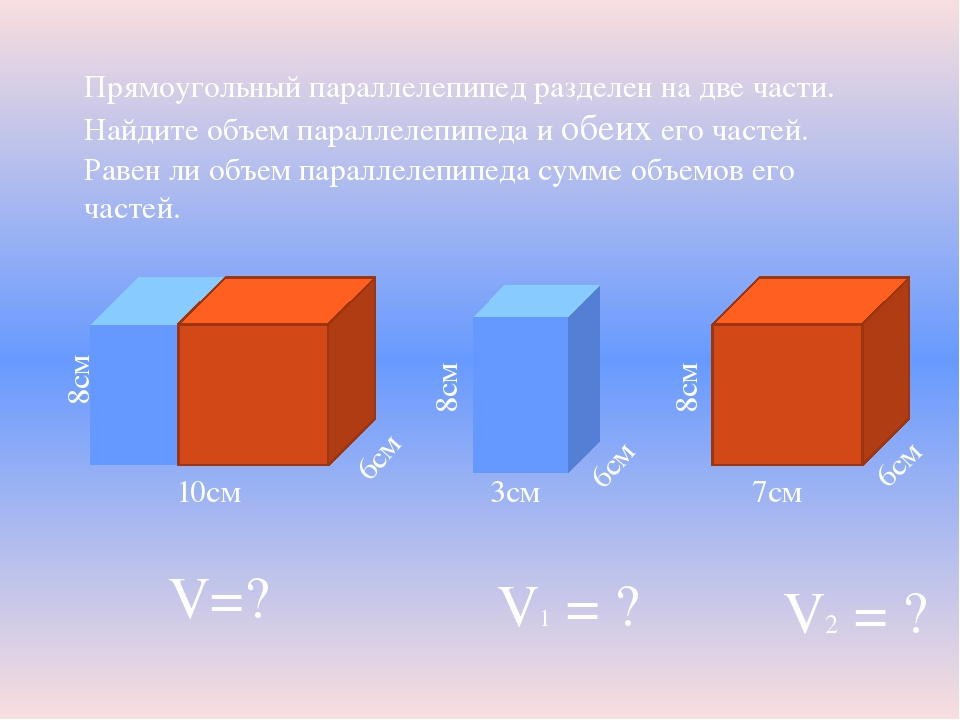 Прямоугольный параллелепипед разделен на две части.
Найдите объем параллелепипеда и обеих его частей.
Равен ли объем параллелепипеда сумме объемов его
частей.
8см
6см
10см
8см
6см
3см
8см
6см
7см
V=?
V1 = ?
V2 = ?